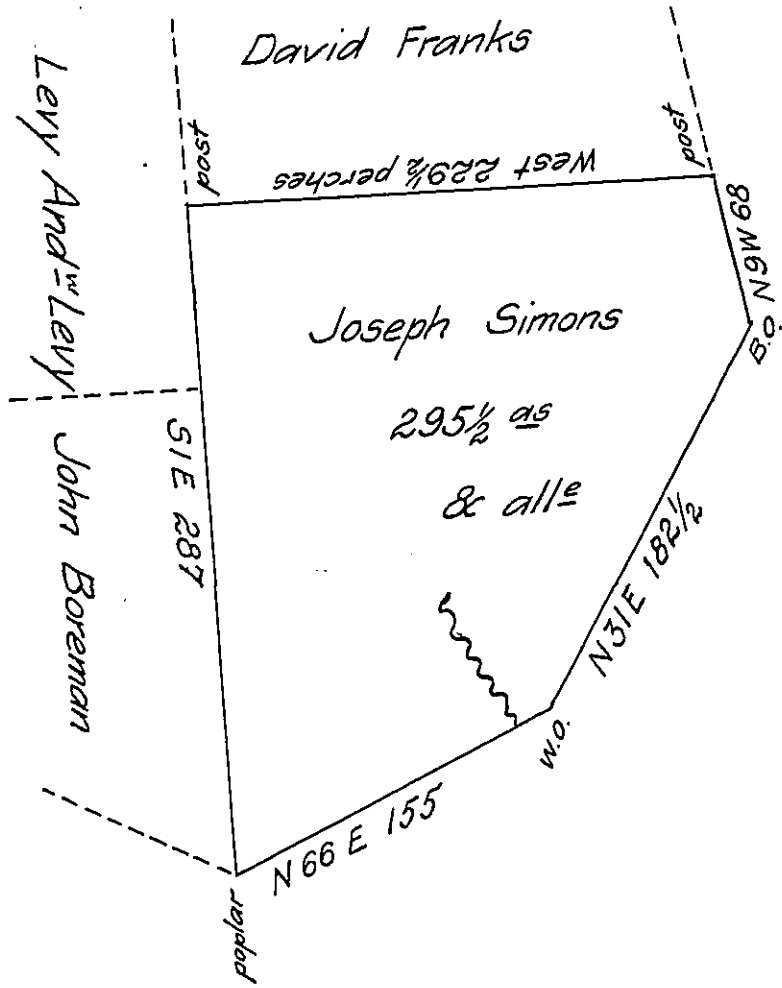 David Franks
Levy Andʷ Levy
post
post
West 229½ perches
N9W 68
B.O.
Joseph Simons
295½ as
& allᵉ
S1E 287
John Boreman
N31E 182½
W.O.
N66E 155
poplar